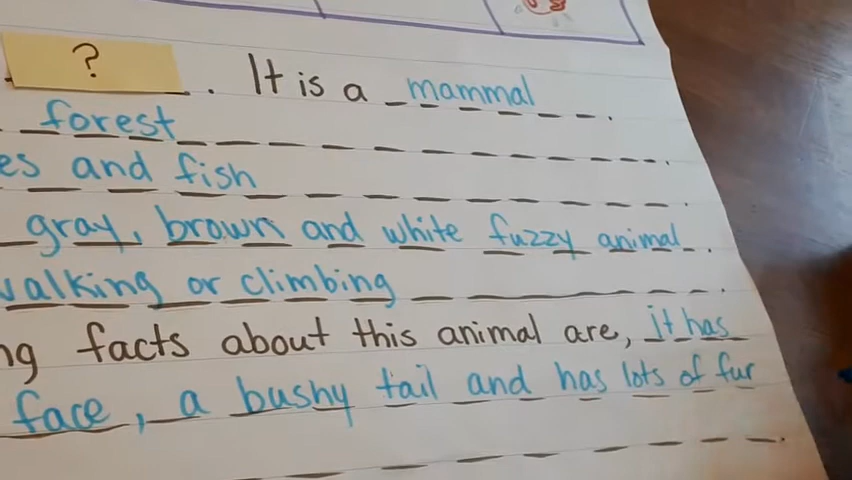 ? . It is a mammal .
forest .
es and fish .
gray, brown and white fuzzy animal .
walking or climbing .
ng facts about this animal are, it has
face, a bushy tail and has lots of fur
.